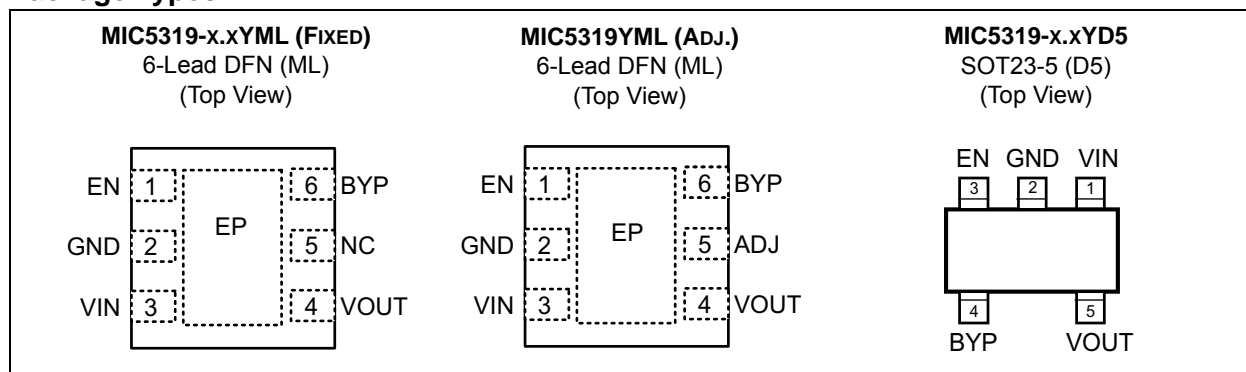 MIC5319-x.xYML (FIXED)
6-Lead DFN (ML)
(Top View)
EN 1 6 BYP
EP
GND 2 5 NC
VIN 3 4 VOUT
MIC5319YML (ADJ.)
6-Lead DFN (ML)
(Top View)
EN 1 6 BYP
EP
GND 2 5 ADJ
VIN 3 4 VOUT
MIC5319-x.xYD5
SOT23-5 (D5)
(Top View)
EN GND VIN
3 2 1
4 5
BYP VOUT